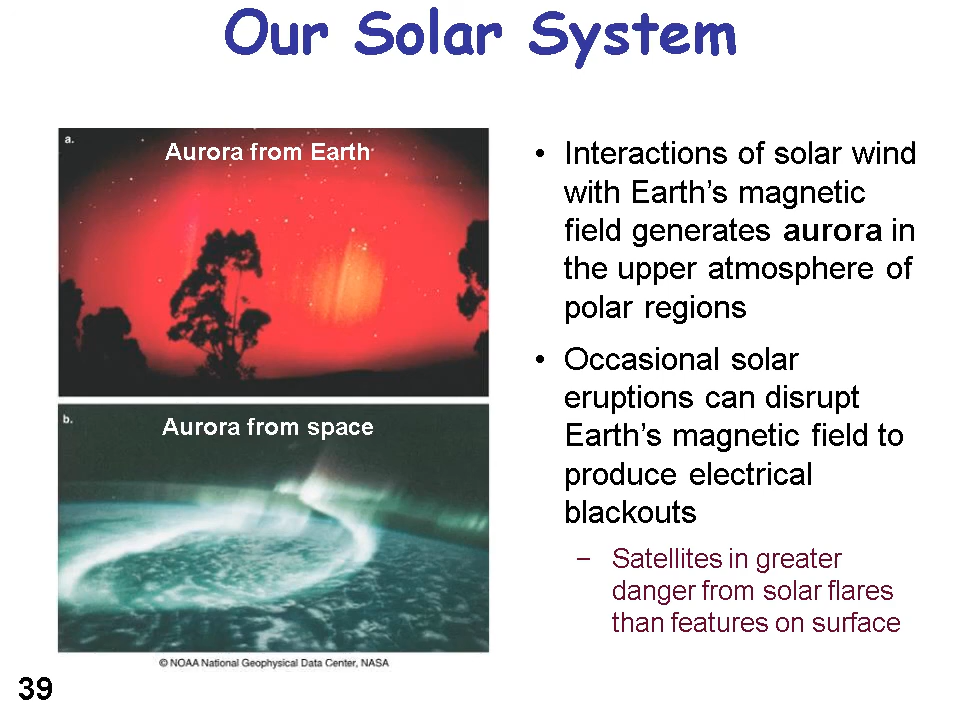 Our Solar System
a.
Aurora from Earth
b.
Aurora from space
© NOAA National Geophysical Data Center, NASA
• Interactions of solar wind
with Earth’s magnetic
field generates aurora in
the upper atmosphere of
polar regions
• Occasional solar
eruptions can disrupt
Earth’s magnetic field to
produce electrical
blackouts
– Satellites in greater
danger from solar flares
than features on surface
39